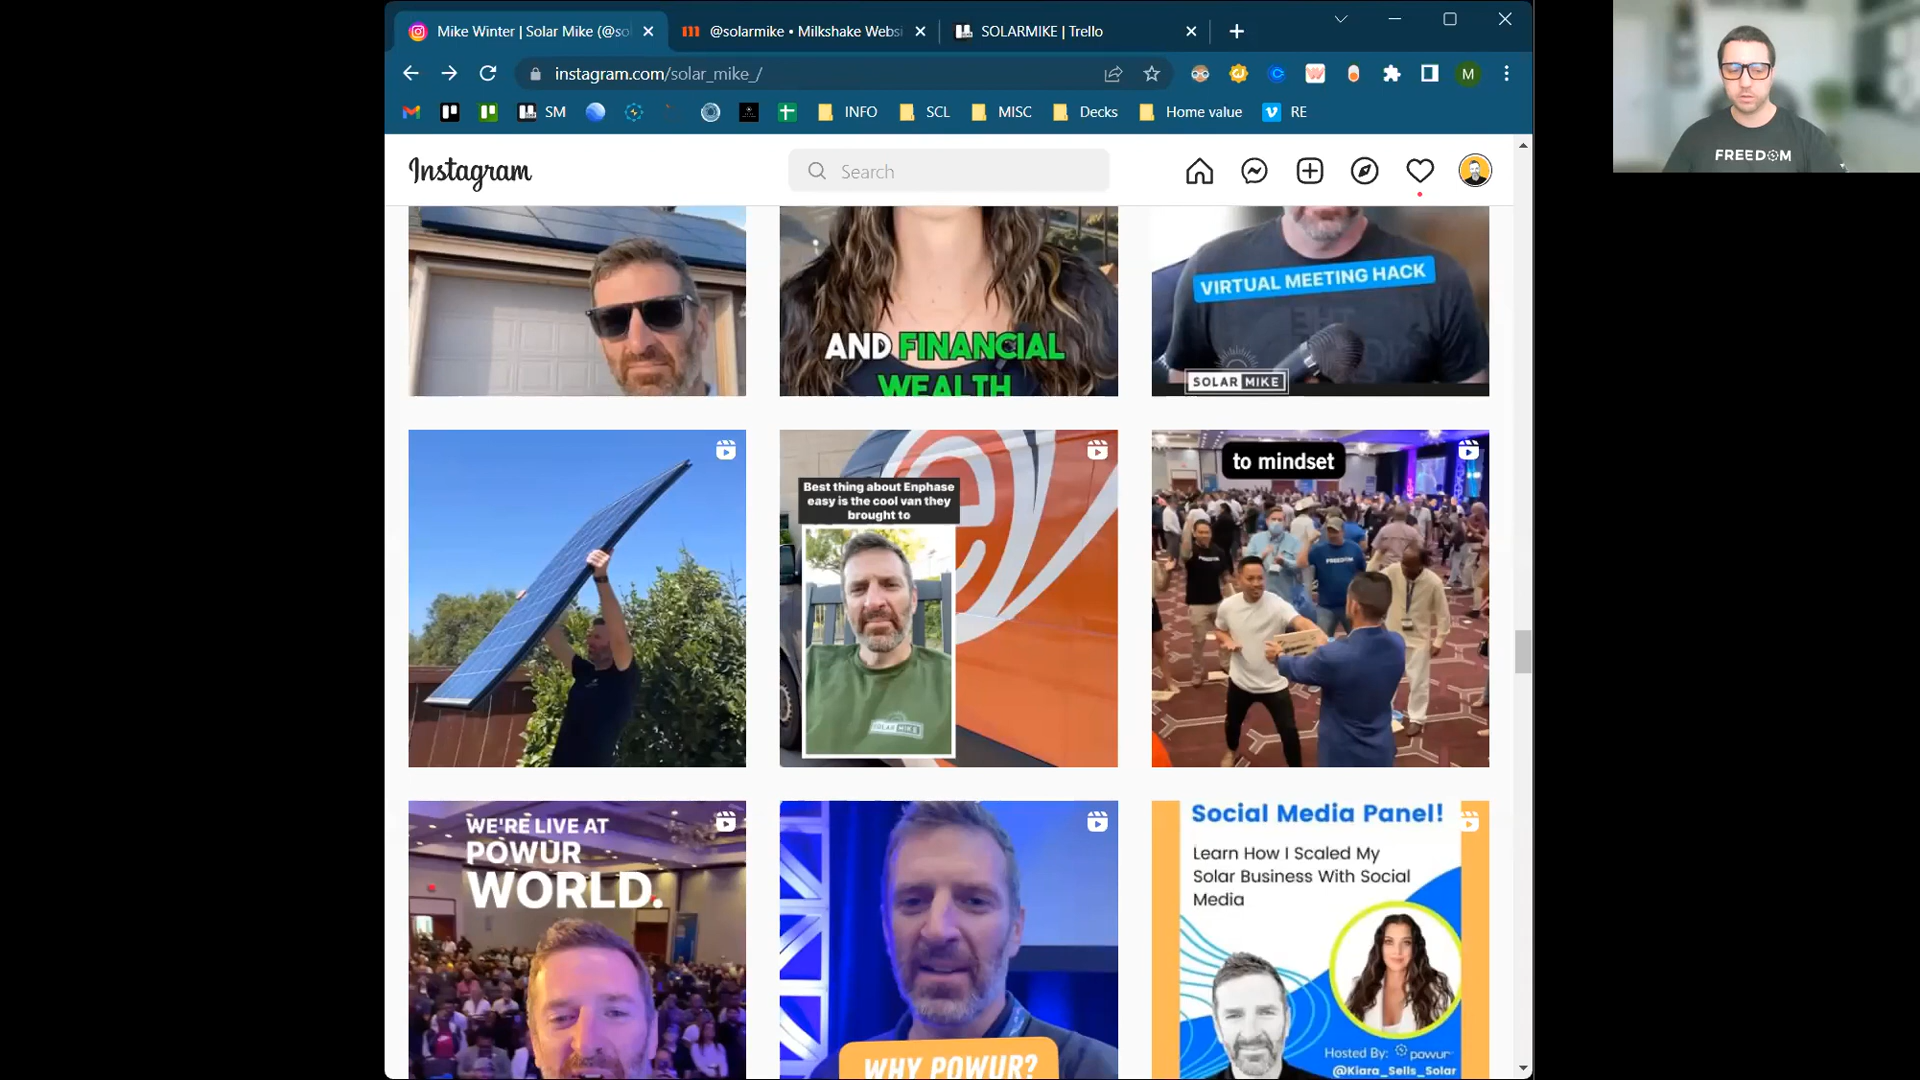 Mike Winter | Solar Mike (@so
@solarmike • Milkshake Websi
SOLARMIKE | Trello
instagram.com/solar_mike_/
M
SM
INFO
SCL
MISC
Decks
Home value
RE
FREEDOM
Instagram
Search
AND FINANCIAL
WEALTH
VIRTUAL MEETING HACK
SOLAR MIKE
Best thing about Enphase
easy is the cool van they
brought to
SOLAR MIKE
to mindset
FREEDOM
WE'RE LIVE AT
POWUR
WORLD.
WHY POWUR?
Social Media Panel!
Learn How I Scaled My
Solar Business With Social
Media
Hosted By: powur
@Kiara_Sells_Solar